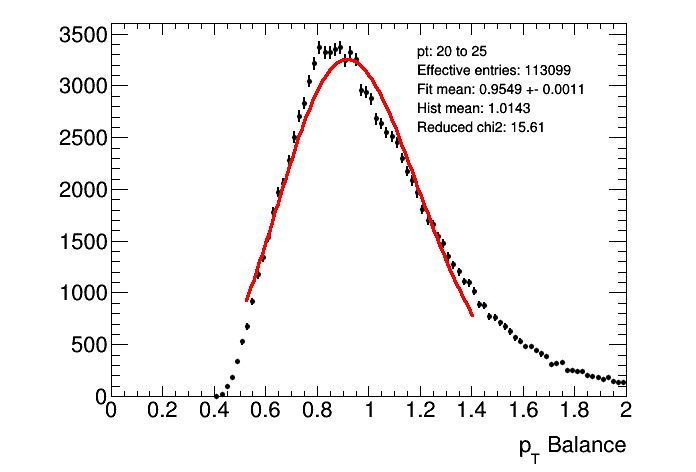 3500
3000
2500
2000
1500
1000
500
0
0 0.2 0.4 0.6 0.8 1 1.2 1.4 1.6 1.8 2
pT Balance
pt: 20 to 25
Effective entries: 113099
Fit mean: 0.9549 +- 0.0011
Hist mean: 1.0143
Reduced chi2: 15.61